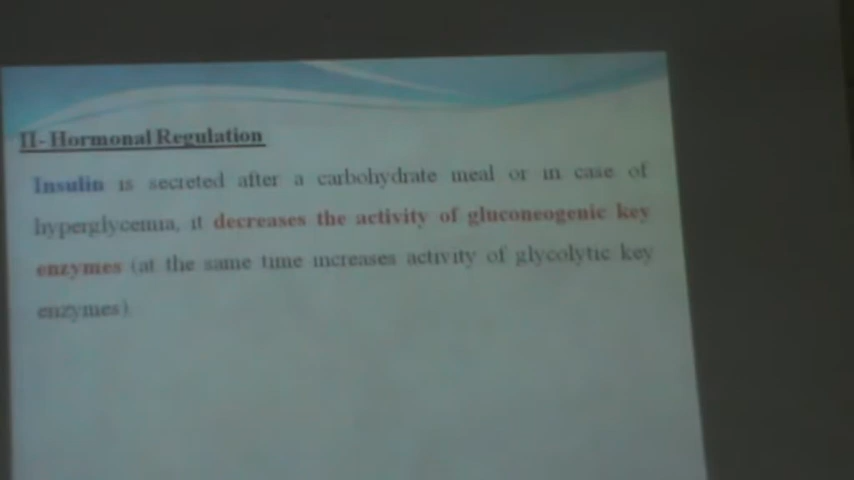 II- Hormonal Regulation
Insulin is secreted after a carbohydrate meal or in case of
hyperglycemia, it decreases the activity of gluconeogenic key
enzymes (at the same time increases activity of glycolytic key
enzymes).